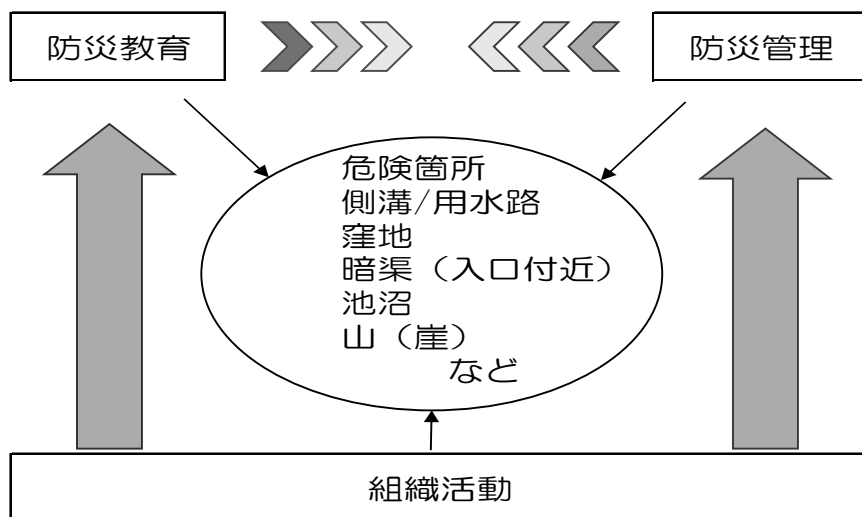 防災教育
防災管理
危険箇所
側溝/用水路
窪地
暗渠（入口付近）
池沼
山（崖）
など
組織活動